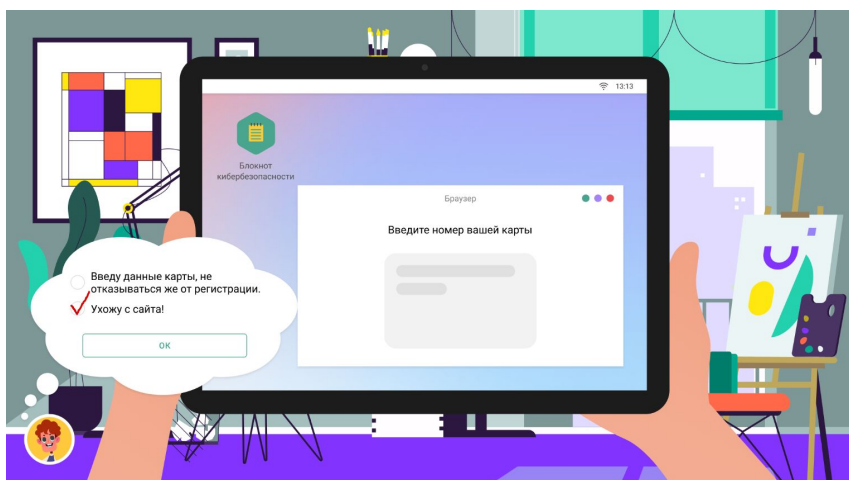 13:13
Блокнот
кибербезопасности
Браузер
Введите номер вашей карты
Введу данные карты, не
отказываться же от регистрации.
Ухожу с сайта!
ОК